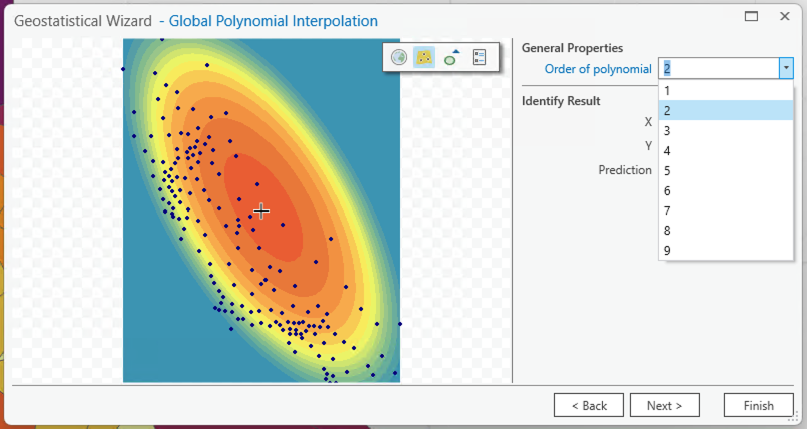 Geostatistical Wizard - Global Polynomial Interpolation
General Properties
Order of polynomial 2
1
2
3
4
5
6
7
8
9
Identify Result
X
Y
Prediction
< Back Next > Finish